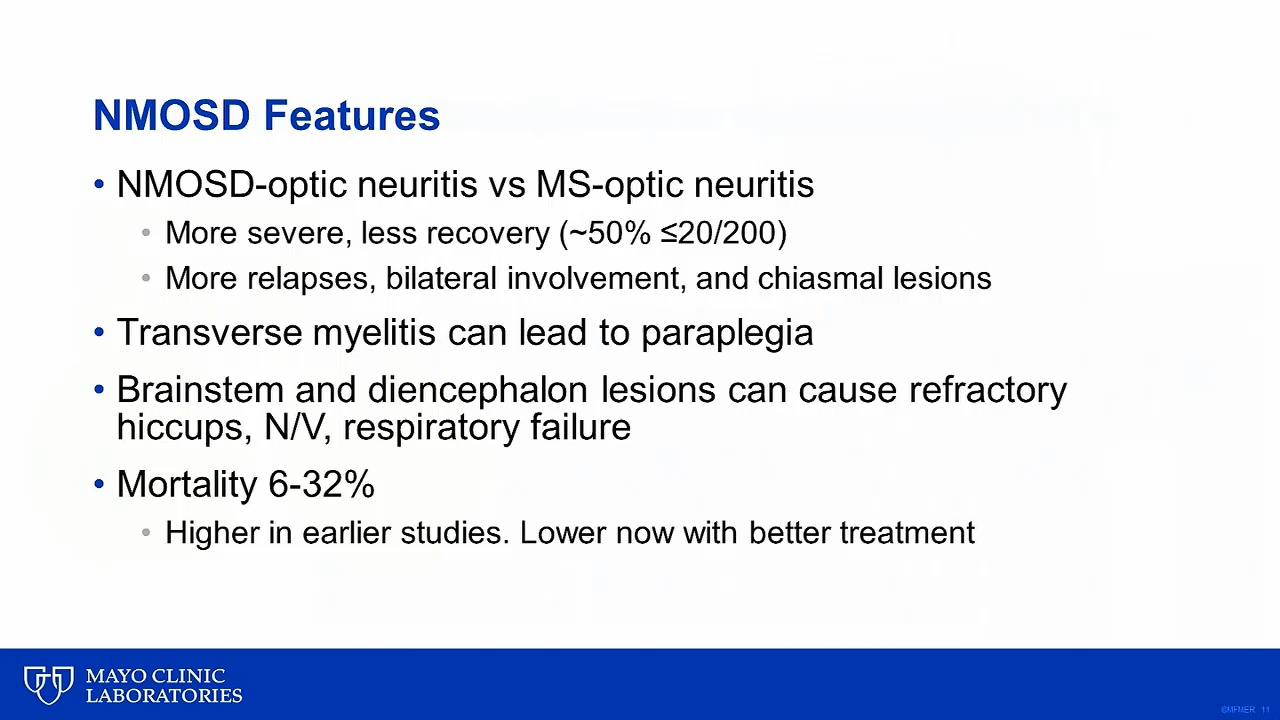 NMOSD Features
• NMOSD-optic neuritis vs MS-optic neuritis
• More severe, less recovery (~50% ≤20/200)
• More relapses, bilateral involvement, and chiasmal lesions
• Transverse myelitis can lead to paraplegia
• Brainstem and diencephalon lesions can cause refractory
hiccups, N/V, respiratory failure
• Mortality 6-32%
• Higher in earlier studies. Lower now with better treatment
MAYO CLINIC
LABORATORIES
©MFMER 11